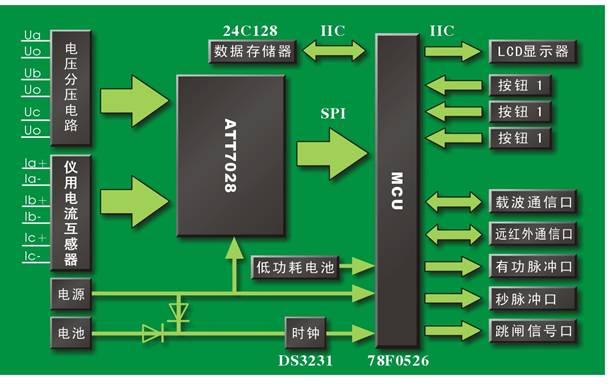 24C128
IIC
IIC
Ua
Uo
Ub
Uo
Uc
Uo
电压分压电路
数据存储器
LCD显示器
按钮 1
按钮 1
按钮 1
ATT7028
SPI
MCU
Ia+
Ia-
Ib+
Ib-
Ic+
Ic-
仪用电流互感器
载波通信口
远红外通信口
低功耗电池
有功脉冲口
电源
秒脉冲口
电池
时钟
跳闸信号口
DS3231
78F0526